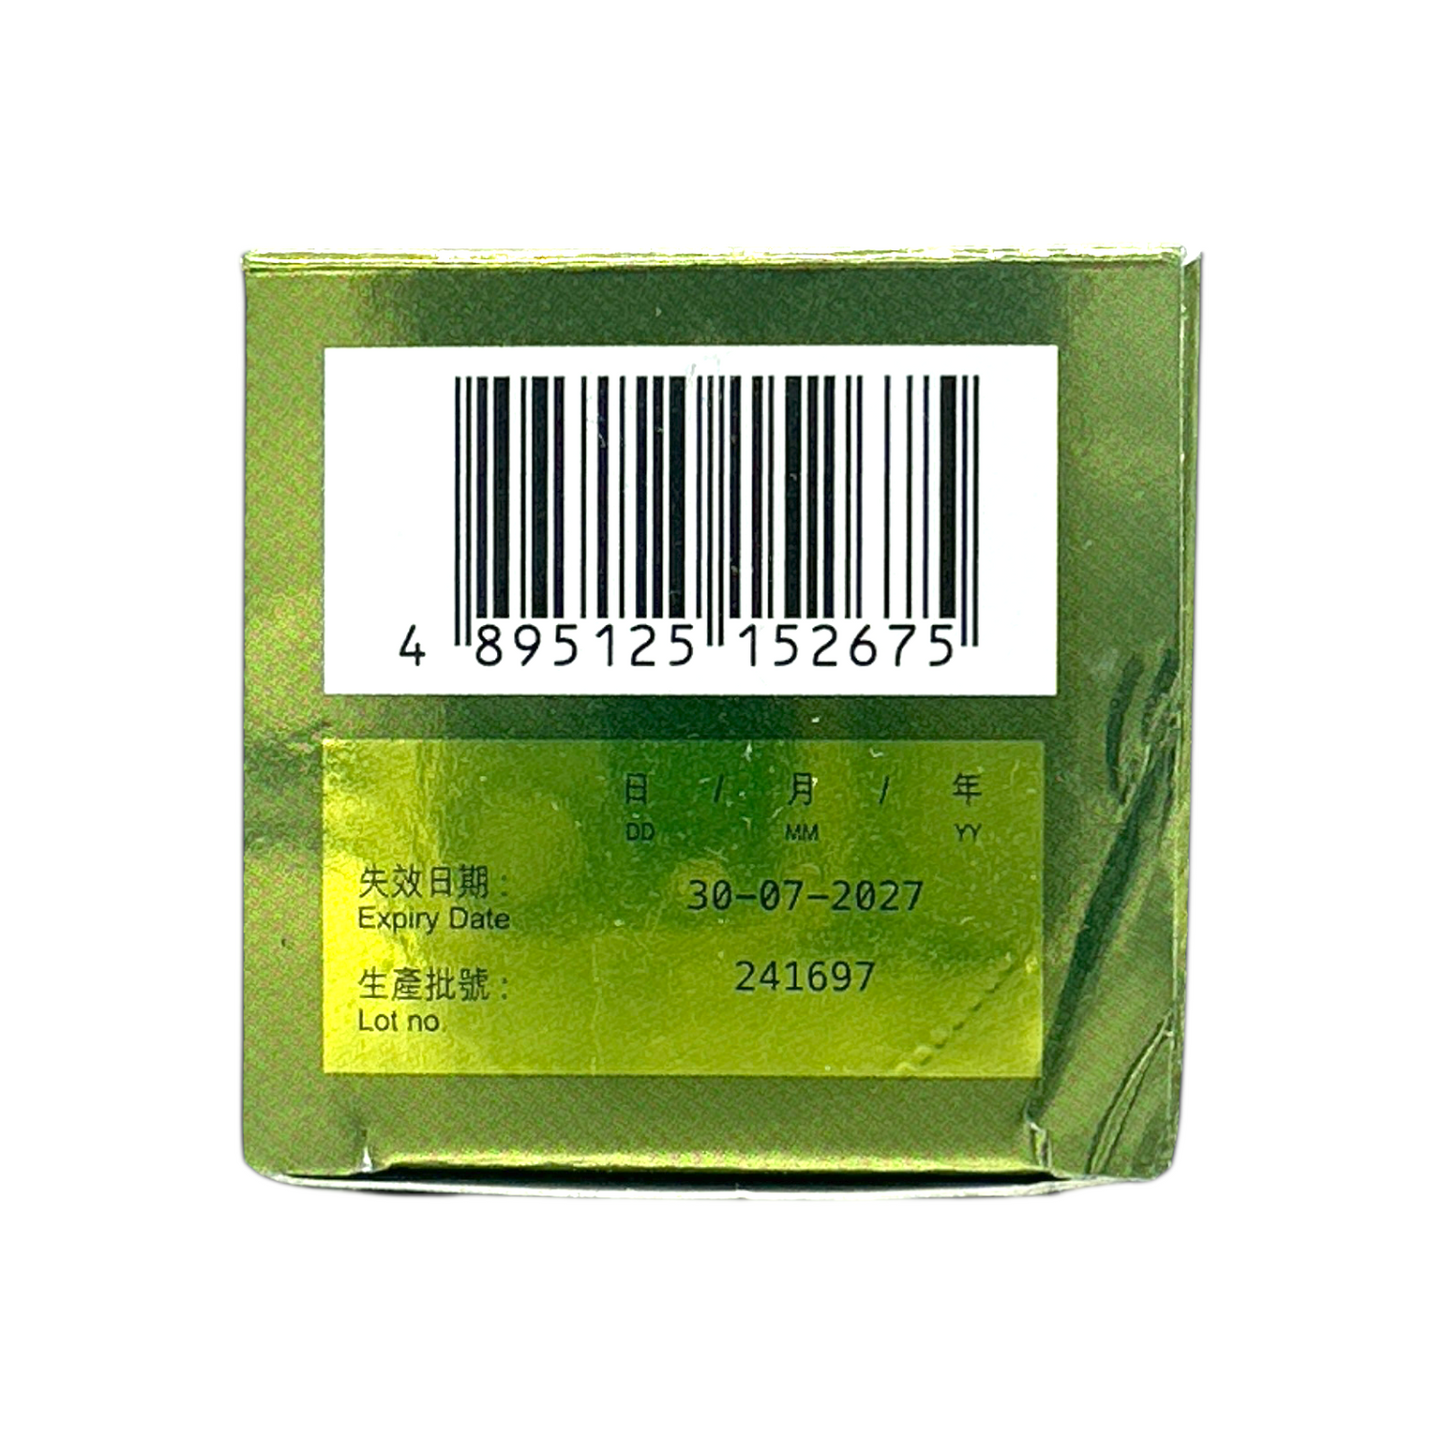 4 895125 152675
日 / 月 / 年
DD MM YY
失效日期 : 30-07-2027
Expiry Date
生產批號 : 241697
Lot no